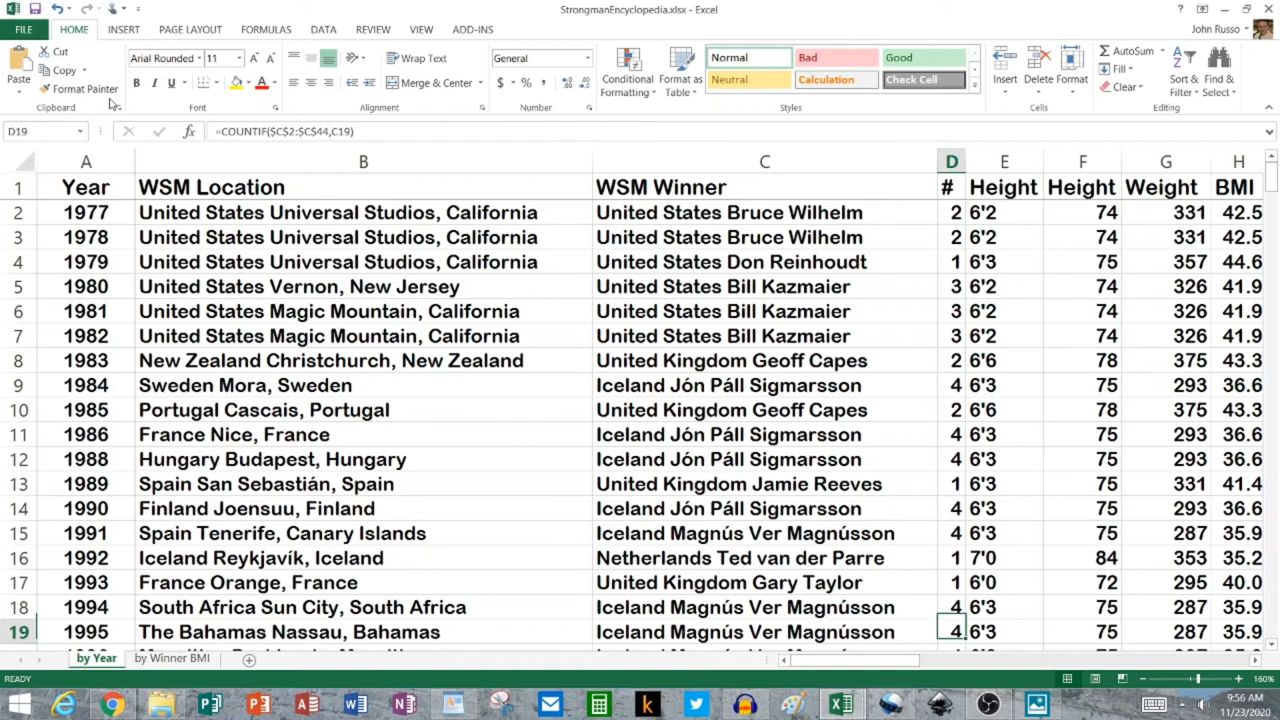 StrongmanEncyclopedia.xlsx - Excel
FILE HOME INSERT PAGE LAYOUT FORMULAS DATA REVIEW VIEW ADD-INS John Russo
Paste Cut Copy Format Painter
Arial Rounded 11 B I U
Wrap Text Merge & Center
General $ % ,
Conditional Formatting Format as Table
Normal Bad Good
Neutral Calculation Check Cell
Insert Delete Format
AutoSum Fill Clear Sort & Filter Find & Select
Clipboard Font Alignment Number Styles Cells Editing
D19 fx =COUNTIF($C$2:$C$44,C19)
A B C D E F G H
1 Year WSM Location WSM Winner # Height Height Weight BMI
2 1977 United States Universal Studios, California United States Bruce Wilhelm 2 6'2 74 331 42.5
3 1978 United States Universal Studios, California United States Bruce Wilhelm 2 6'2 74 331 42.5
4 1979 United States Universal Studios, California United States Don Reinhoudt 1 6'3 75 357 44.6
5 1980 United States Vernon, New Jersey United States Bill Kazmaier 3 6'2 74 326 41.9
6 1981 United States Magic Mountain, California United States Bill Kazmaier 3 6'2 74 326 41.9
7 1982 United States Magic Mountain, California United States Bill Kazmaier 3 6'2 74 326 41.9
8 1983 New Zealand Christchurch, New Zealand United Kingdom Geoff Capes 2 6'6 78 375 43.3
9 1984 Sweden Mora, Sweden Iceland Jón Páll Sigmarsson 4 6'3 75 293 36.6
10 1985 Portugal Cascais, Portugal United Kingdom Geoff Capes 2 6'6 78 375 43.3
11 1986 France Nice, France Iceland Jón Páll Sigmarsson 4 6'3 75 293 36.6
12 1988 Hungary Budapest, Hungary Iceland Jón Páll Sigmarsson 4 6'3 75 293 36.6
13 1989 Spain San Sebastián, Spain United Kingdom Jamie Reeves 1 6'3 75 331 41.4
14 1990 Finland Joensuu, Finland Iceland Jón Páll Sigmarsson 4 6'3 75 293 36.6
15 1991 Spain Tenerife, Canary Islands Iceland Magnús Ver Magnússon 4 6'3 75 287 35.9
16 1992 Iceland Reykjavík, Iceland Netherlands Ted van der Parre 1 7'0 84 353 35.2
17 1993 France Orange, France United Kingdom Gary Taylor 1 6'0 72 295 40.0
18 1994 South Africa Sun City, South Africa Iceland Magnús Ver Magnússon 4 6'3 75 287 35.9
19 1995 The Bahamas Nassau, Bahamas Iceland Magnús Ver Magnússon 4 6'3 75 287 35.9
by Year by Winner BMI
READY 160%
9:56 AM
11/23/2020